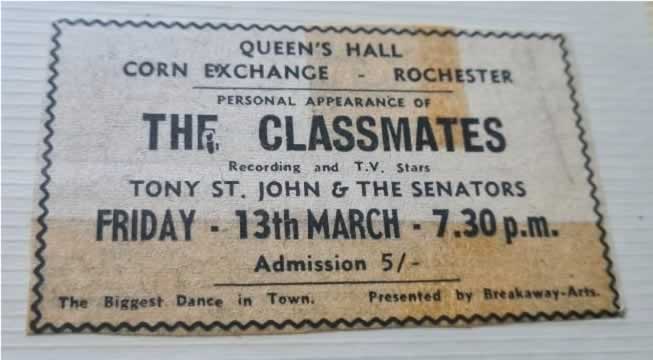 QUEEN'S HALL
CORN EXCHANGE - ROCHESTER
PERSONAL APPEARANCE OF
THE CLASSMATES
Recording and T.V. Stars
TONY ST. JOHN & THE SENATORS
FRIDAY - 13th MARCH - 7.30 p.m.
Admission 5/-
The Biggest Dance in Town. Presented by Breakaway-Arts.